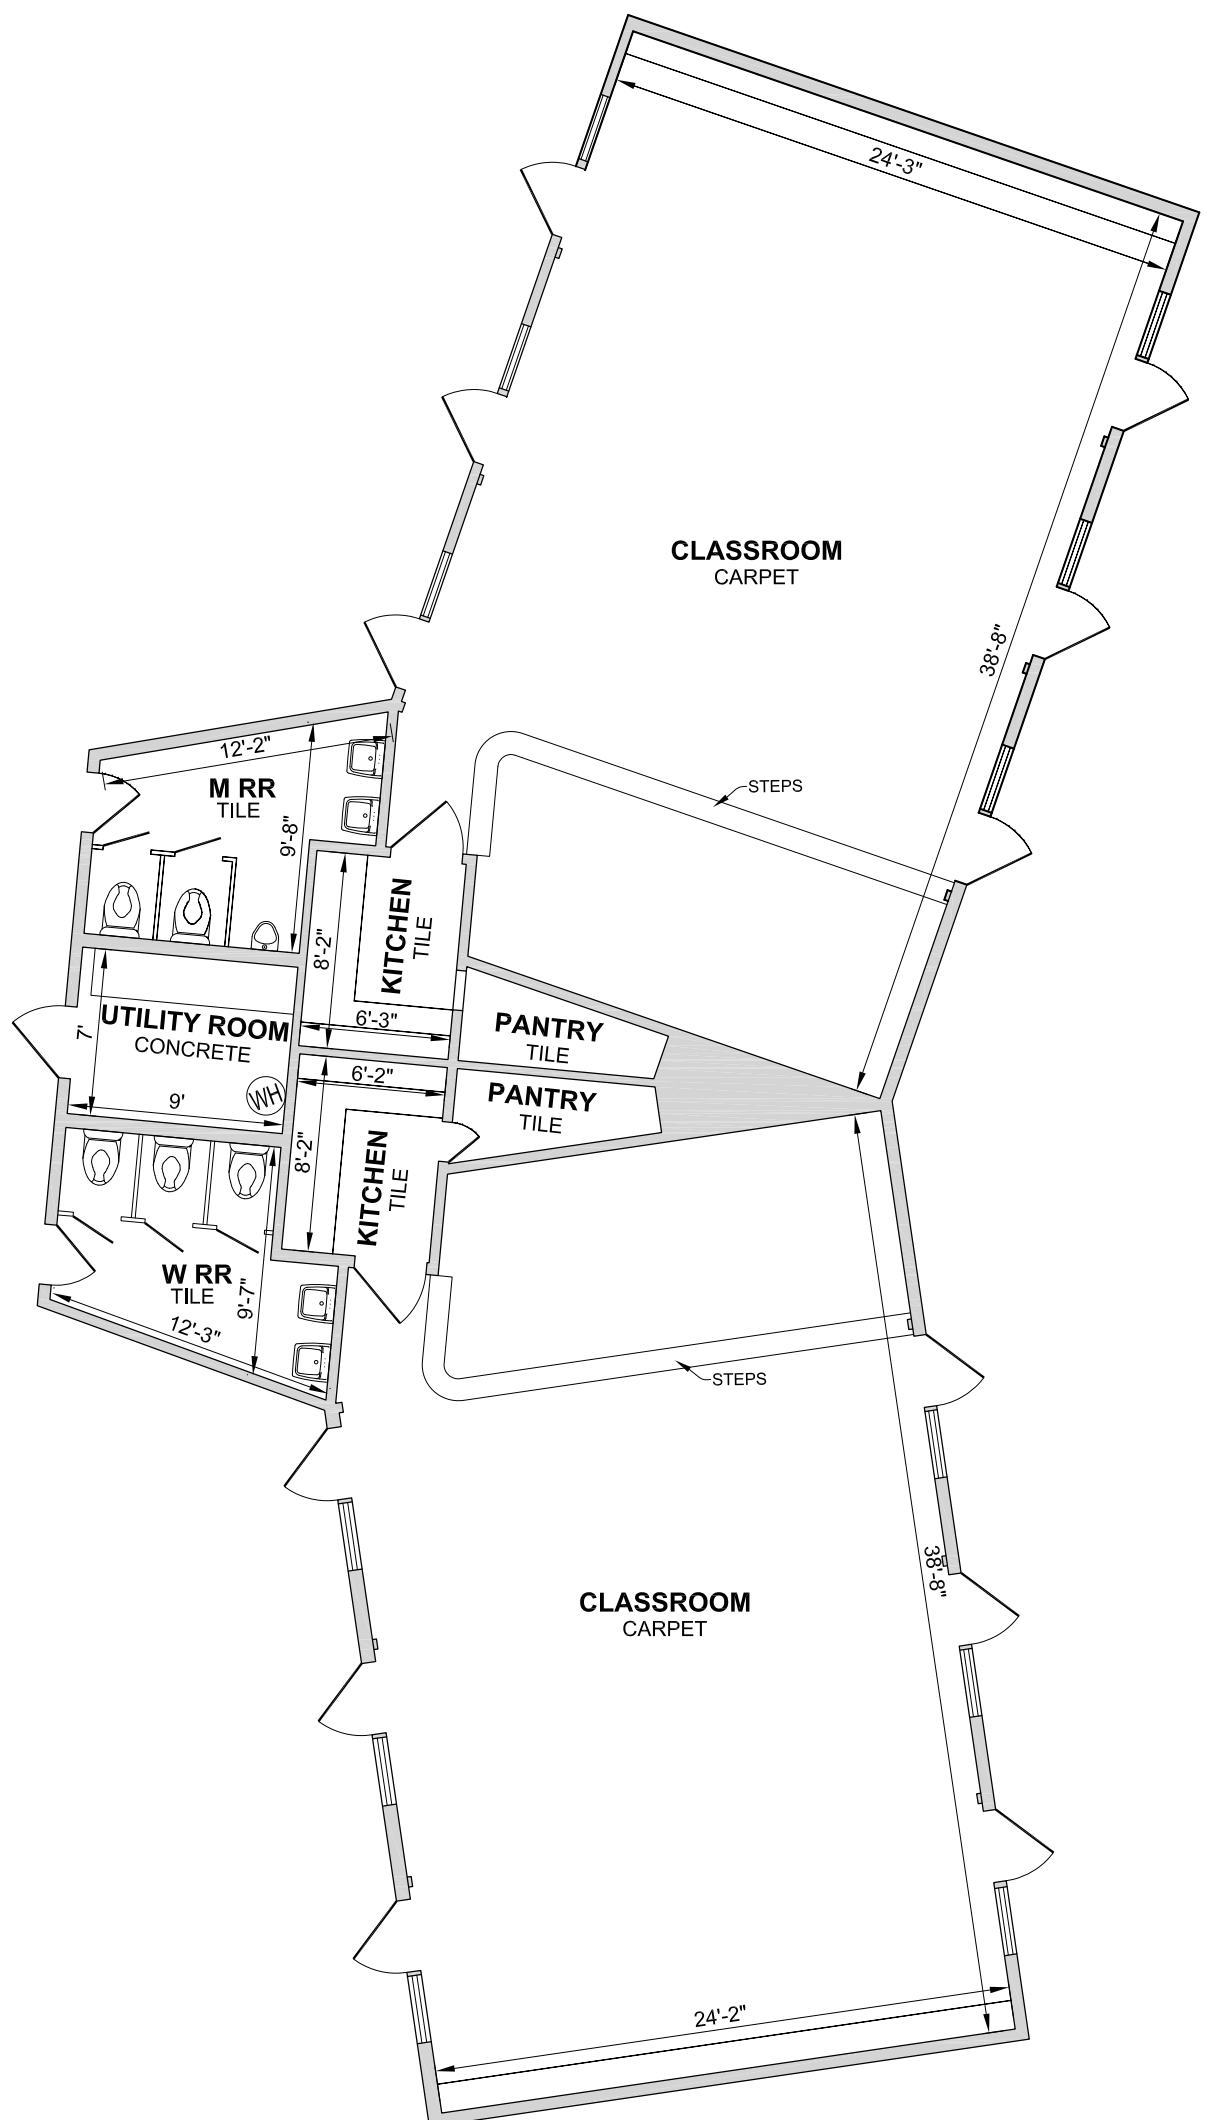 24'-3"
CLASSROOM
CARPET
38'-8"
12'-2"
M RR
TILE
9'-8"
STEPS
KITCHEN
TILE
8'-2"
6'-3"
UTILITY ROOM
CONCRETE
7'
9'
WH
PANTRY
TILE
6'-2"
PANTRY
TILE
8'-2"
KITCHEN
TILE
W RR
TILE
9'-7"
12'-3"
STEPS
38'-8"
CLASSROOM
CARPET
24'-2"